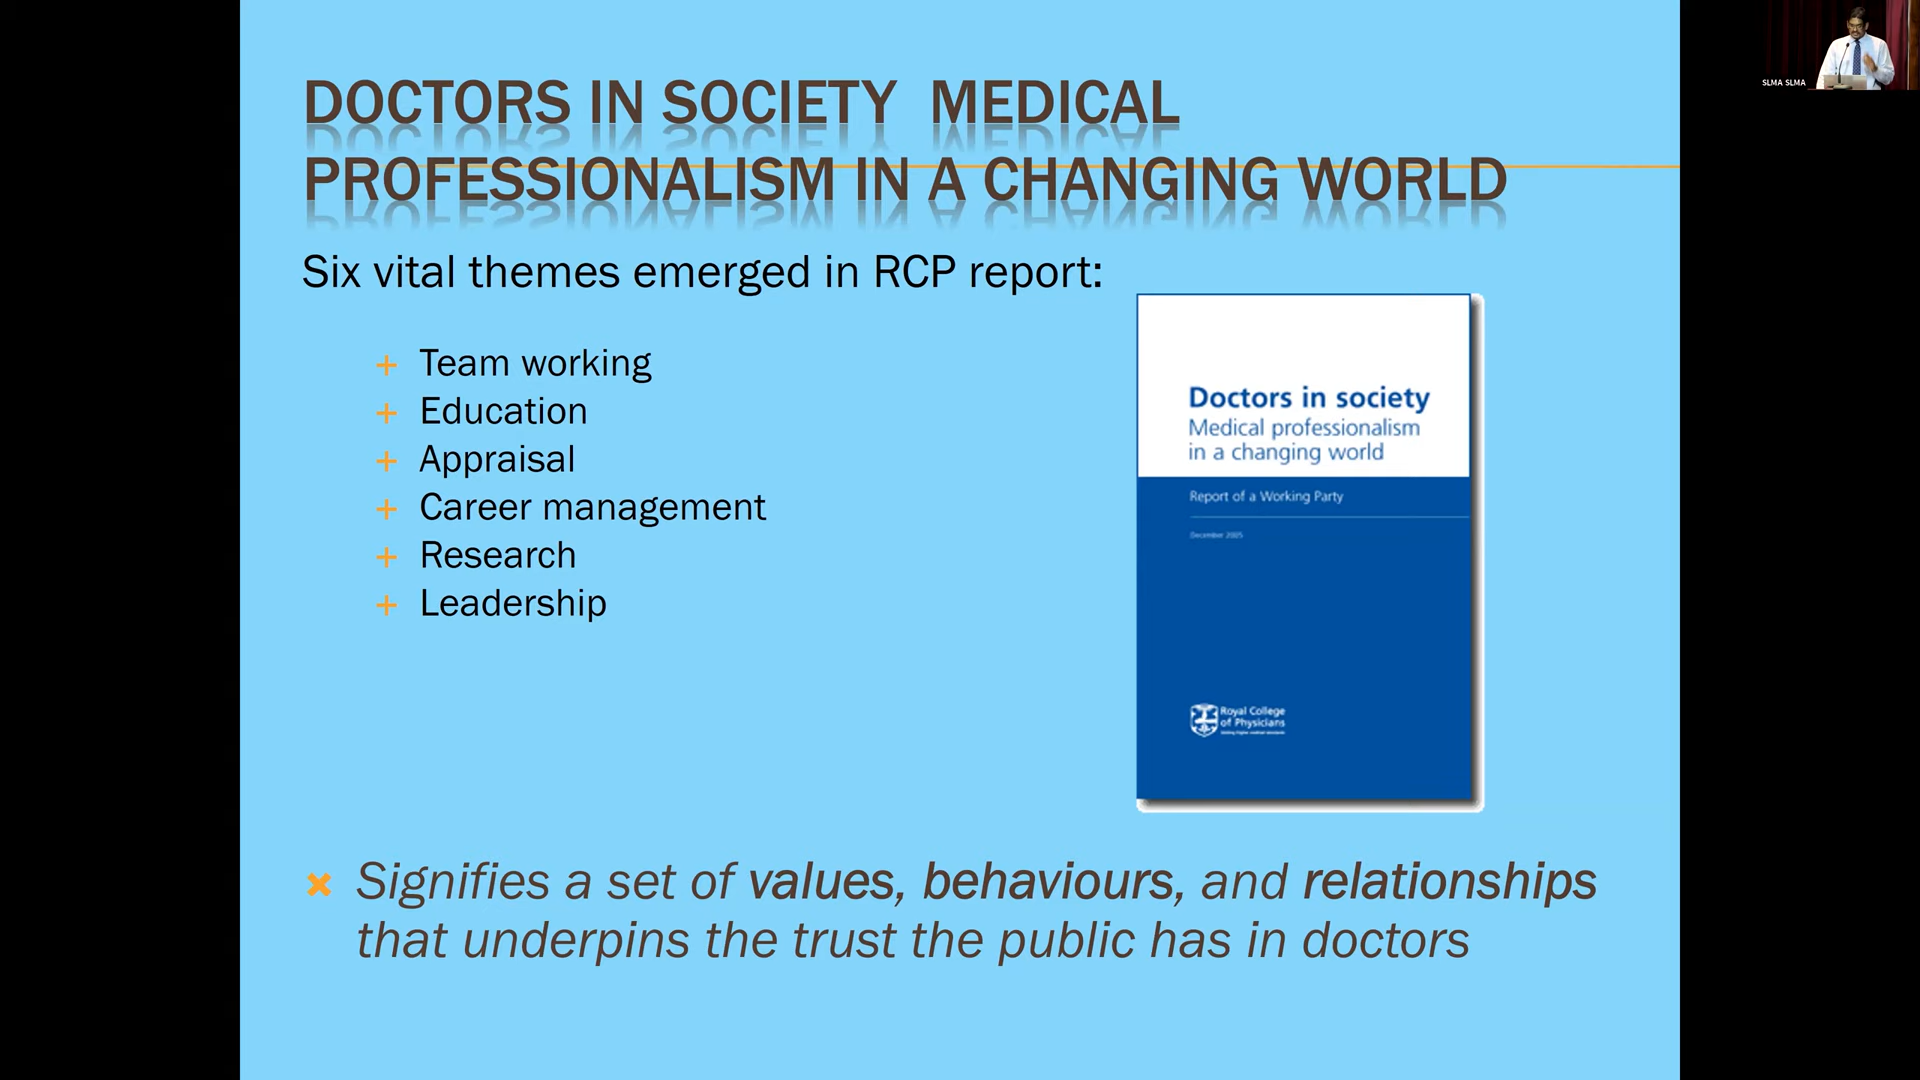 DOCTORS IN SOCIETY MEDICAL
PROFESSIONALISM IN A CHANGING WORLD
Six vital themes emerged in RCP report:
+ Team working
+ Education
+ Appraisal
+ Career management
+ Research
+ Leadership
Doctors in society
Medical professionalism
in a changing world
Report of a Working Party
December 2005
Royal College
of Physicians
Signifies a set of values, behaviours, and relationships
that underpins the trust the public has in doctors
SLMA SLMA